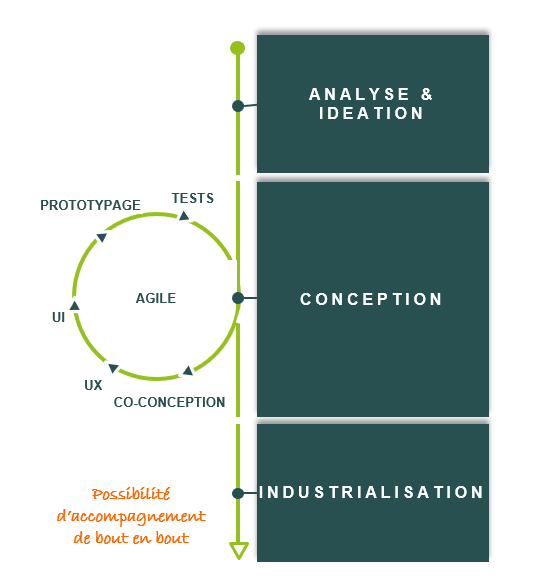 ANALYSE &
IDEATION
TESTS
PROTOTYPAGE
AGILE
CONCEPTION
UI
UX
CO-CONCEPTION
INDUSTRIALISATION
Possibilité
d'accompagnement
de bout en bout